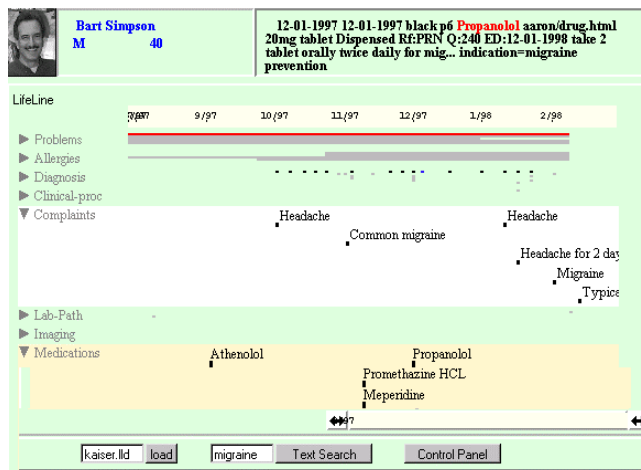 Bart Simpson
M 40
12-01-1997 12-01-1997 black p6 Propanolol aaron/drug.html
20mg tablet Dispensed Rf:PRN Q:240 ED:12-01-1998 take 2
tablet orally twice daily for mig... indication=migraine
prevention
LifeLine
9/97 10/97 11/97 12/97 1/98 2/98
Problems
Allergies
Diagnosis
Clinical-proc
Complaints
Headache Headache
Common migraine
Headache for 2 day
Migraine
Typica
Lab-Path
Imaging
Medications
Athenolol Propanolol
Promethazine HCL
Meperidine
kaiser.lld load migraine Text Search Control Panel